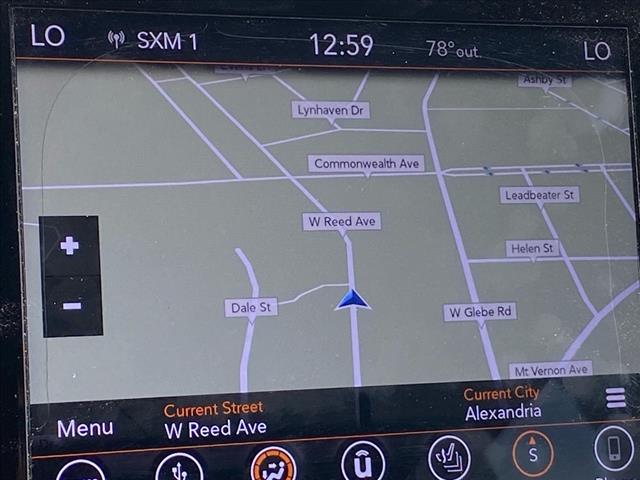 LO SXM 1 12:59 78° out. LO
Ashby St
Lynhaven Dr
Commonwealth Ave
Leadbeater St
W Reed Ave
Helen St
Dale St
W Glebe Rd
Mt Vernon Ave
Current Street
W Reed Ave
Current City
Alexandria
Menu
û
S